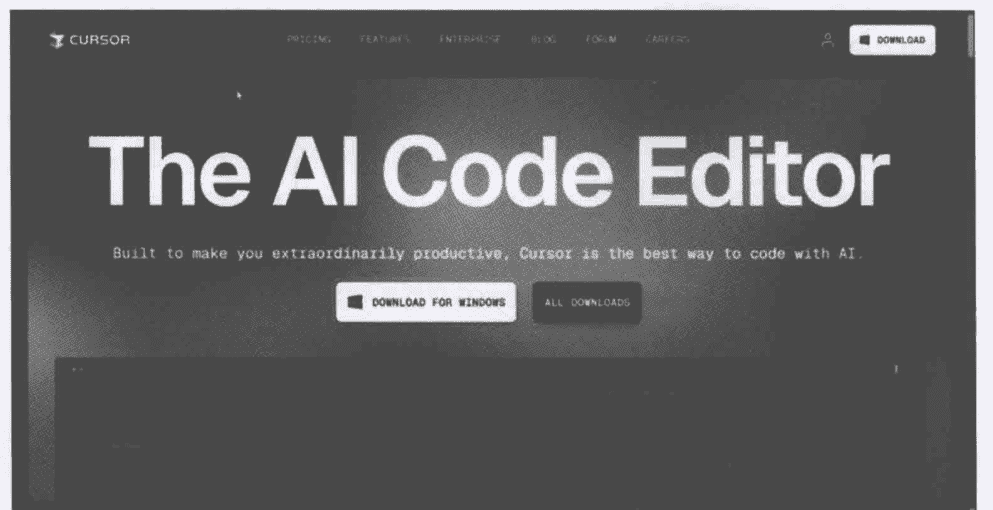 CURSOR PRICING FEATURES ENTERPRISE BLOG FORUM CAREERS DOWNLOAD
The AI Code Editor
Built to make you extraordinarily productive, Cursor is the best way to code with AI.
DOWNLOAD FOR WINDOWS ALL DOWNLOADS